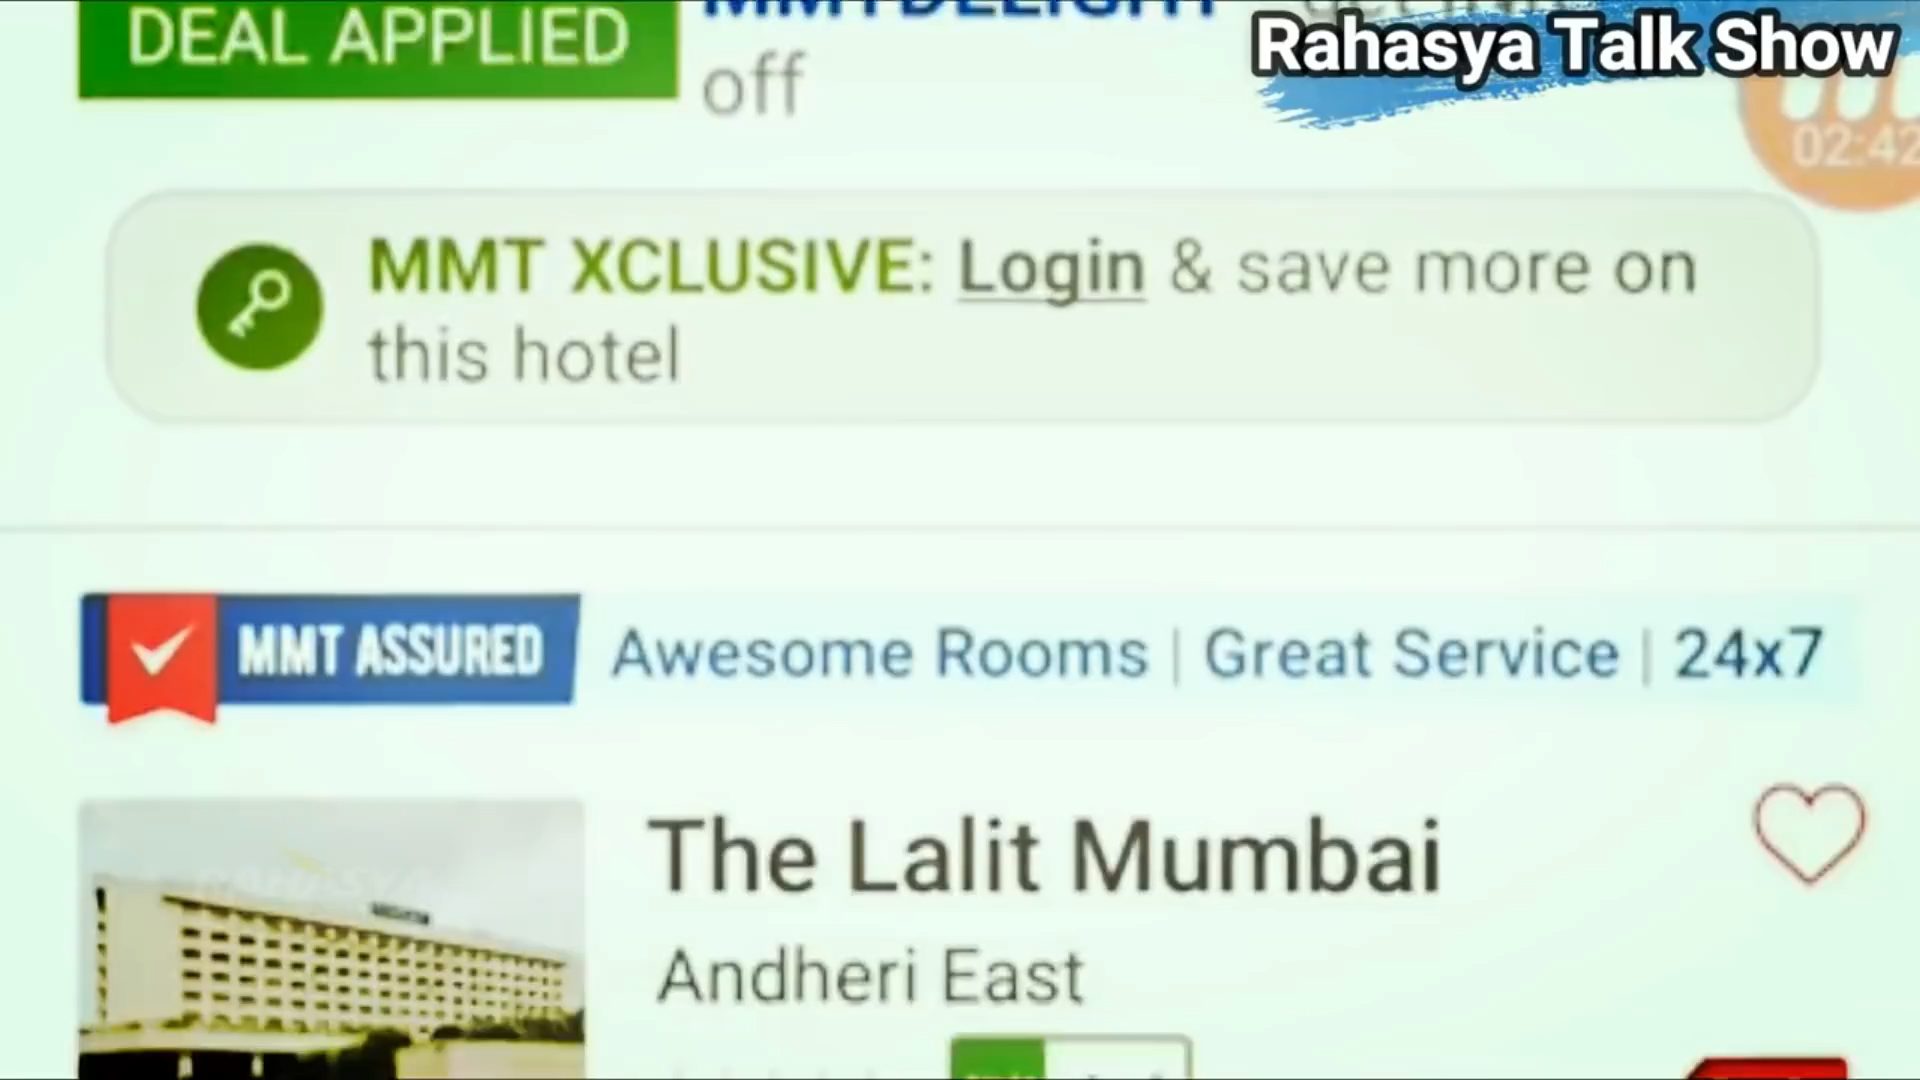 DEAL APPLIED
MMTDELIGHT
off
Rahasya Talk Show
02:42
MMT XCLUSIVE: Login & save more on
this hotel
MMT ASSURED
Awesome Rooms | Great Service | 24x7
The Lalit Mumbai
Andheri East